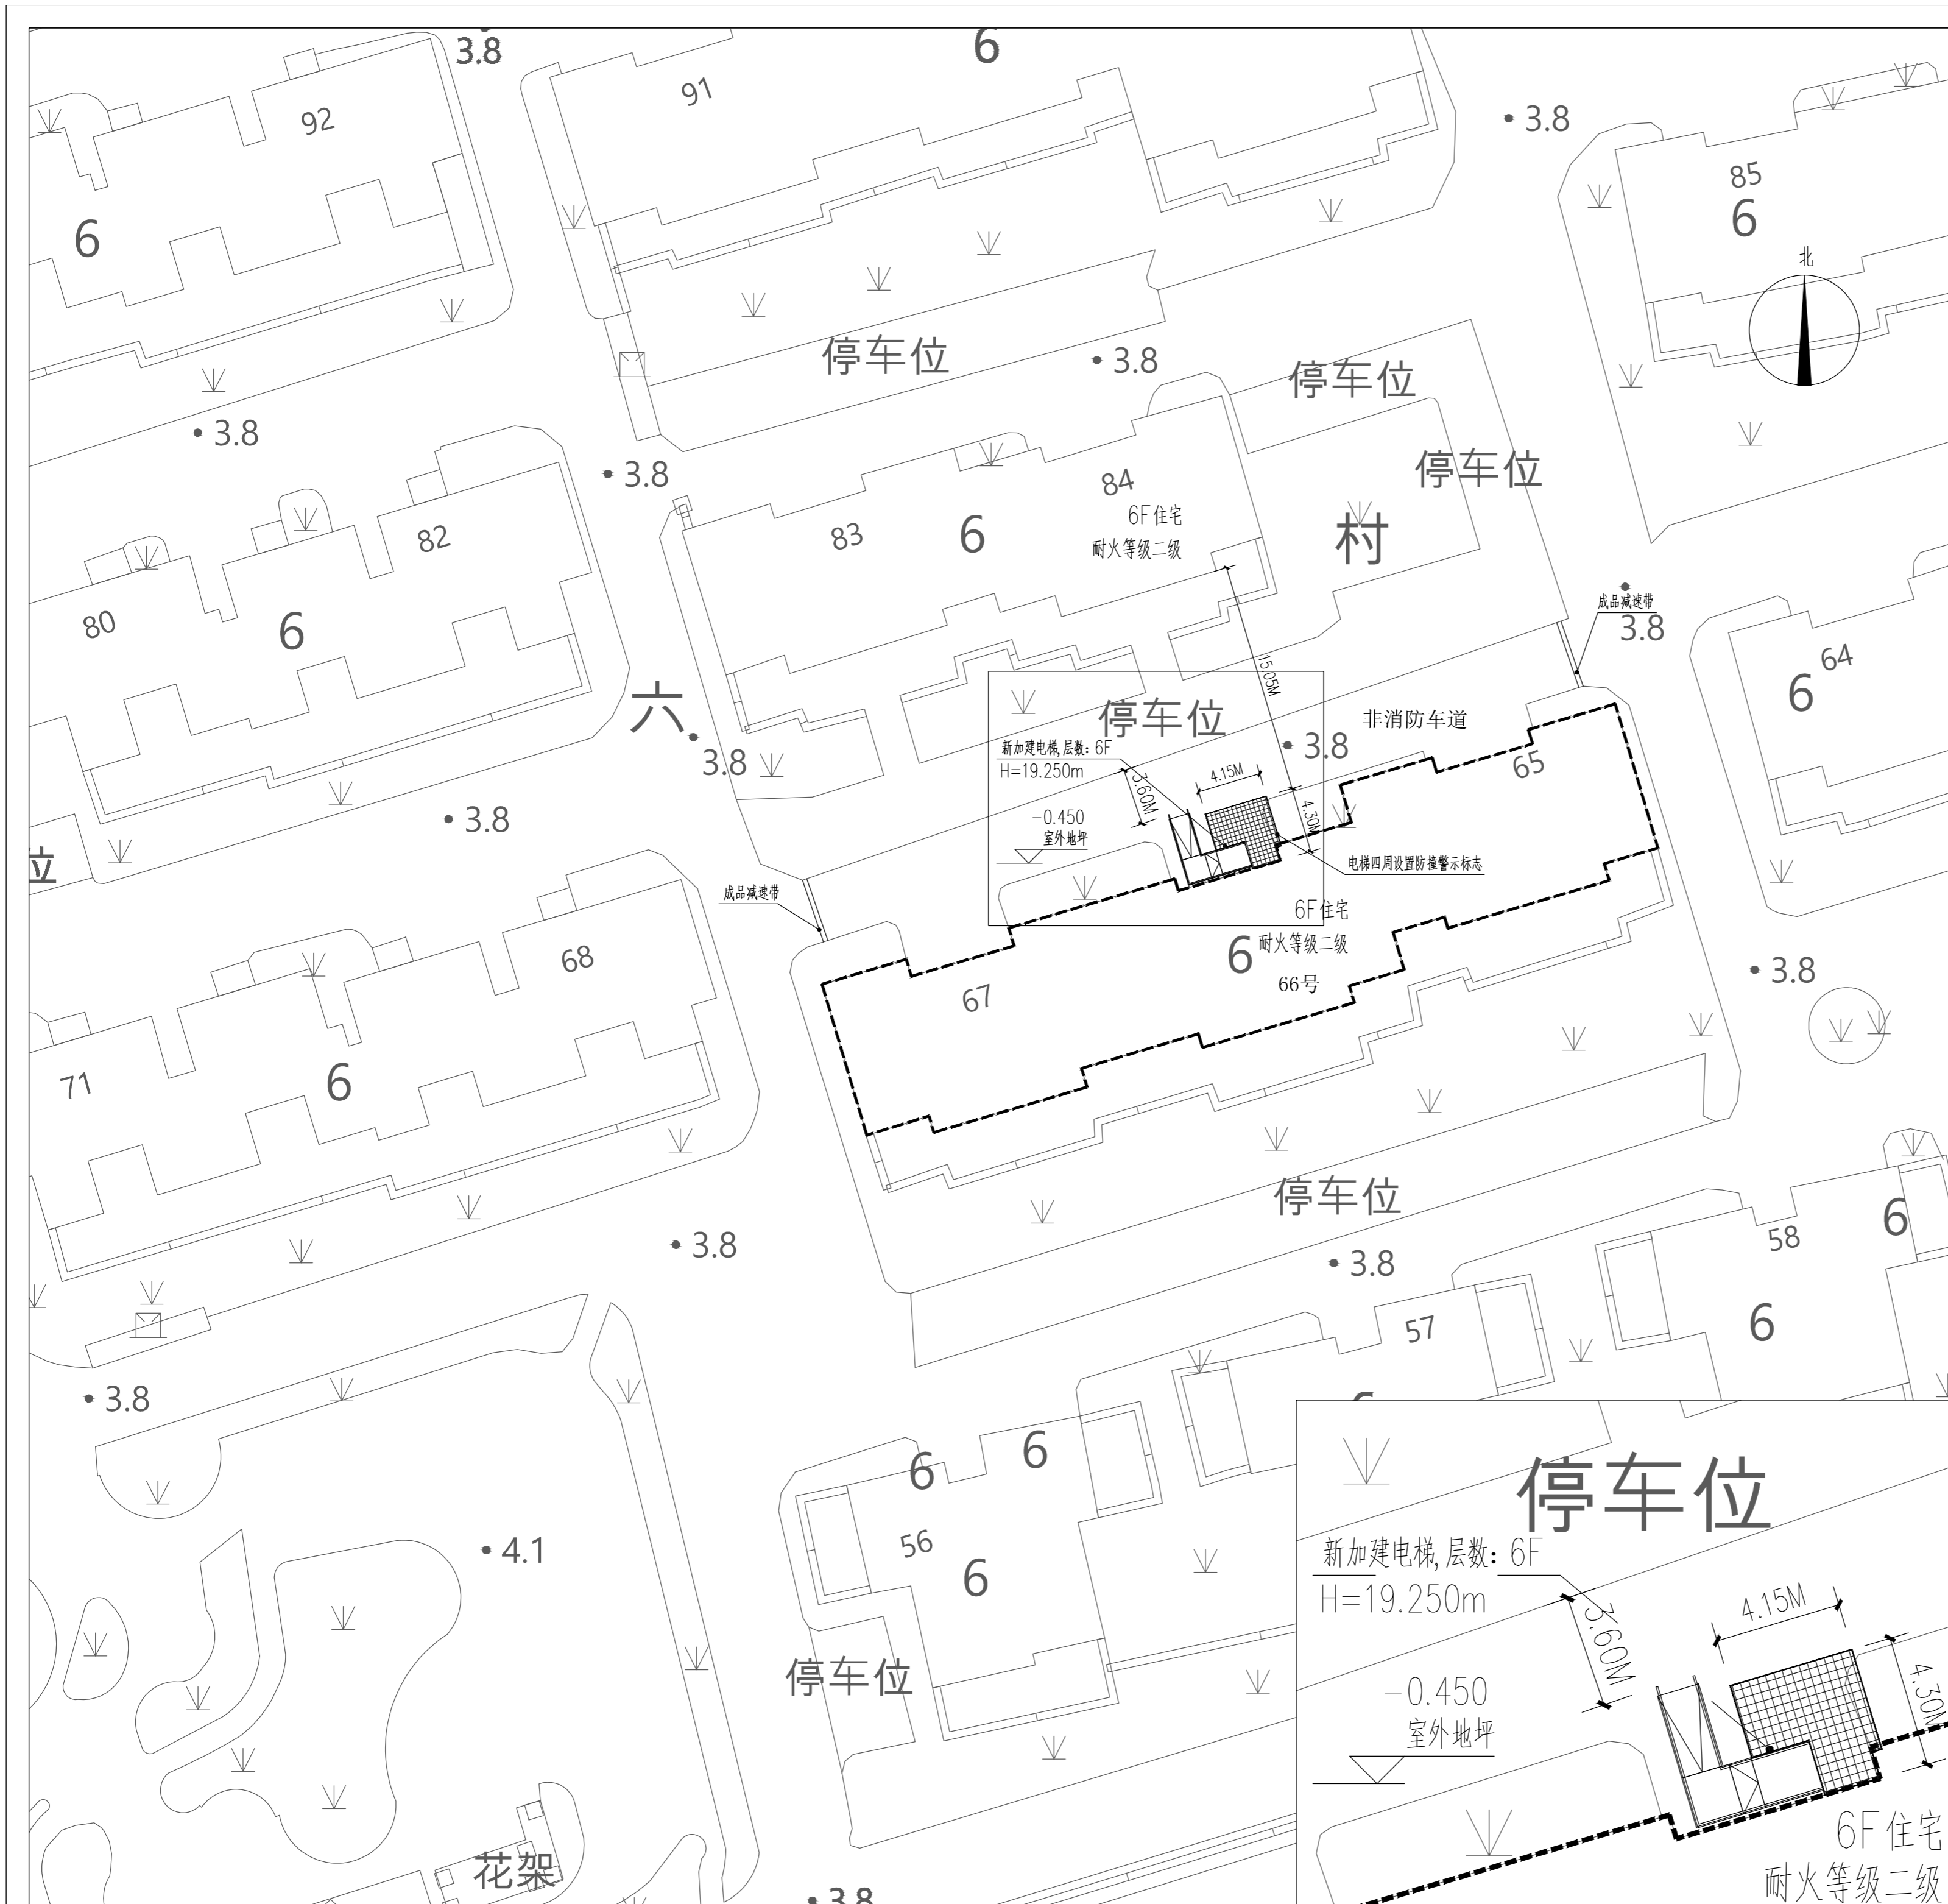 3.8
6
92
91
3.8
85
6
6
北
停车位
3.8
停车位
3.8
3.8
停车位
84
6F住宅
耐火等级二级
83
6
村
82
80
6
成品减速带
3.8
3.8
64
6
15.05M
六
停车位
非消防车道
3.8
3.8
新加建电梯,层数: 6F
H=19.250m
4.15M
3.60M
65
-0.450
室外地坪
4.30M
3.8
位
电梯四周设置防撞警示标志
成品减速带
6F住宅
耐火等级二级
6
66号
67
68
3.8
71
6
停车位
3.8
3.8
58
6
57
6
3.8
6
6
6
56
6
4.1
停车位
停车位
新加建电梯,层数: 6F
H=19.250m
4.15M
3.60M
4.30M
-0.450
室外地坪
6F住宅
耐火等级二级
花架
3.8